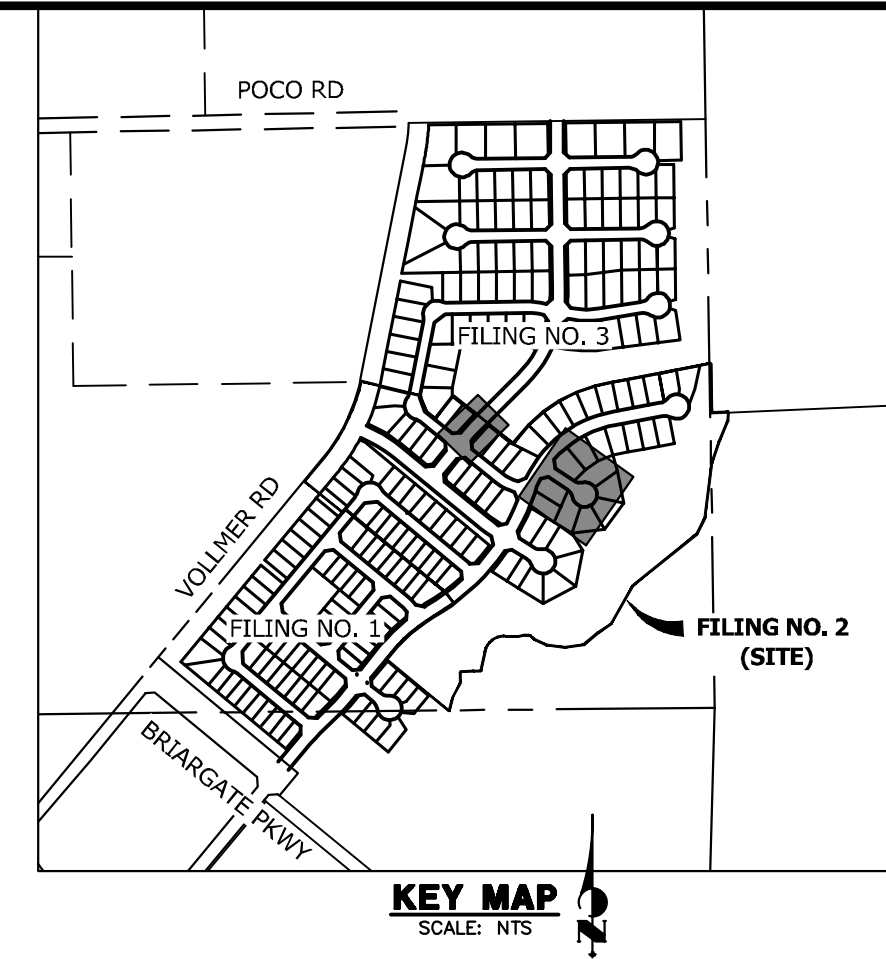 POCO RD
FILING NO. 3
VOLLMER RD
FILING NO. 1
FILING NO. 2
(SITE)
BRIARGATE PKWY
KEY MAP
SCALE: NTS
N